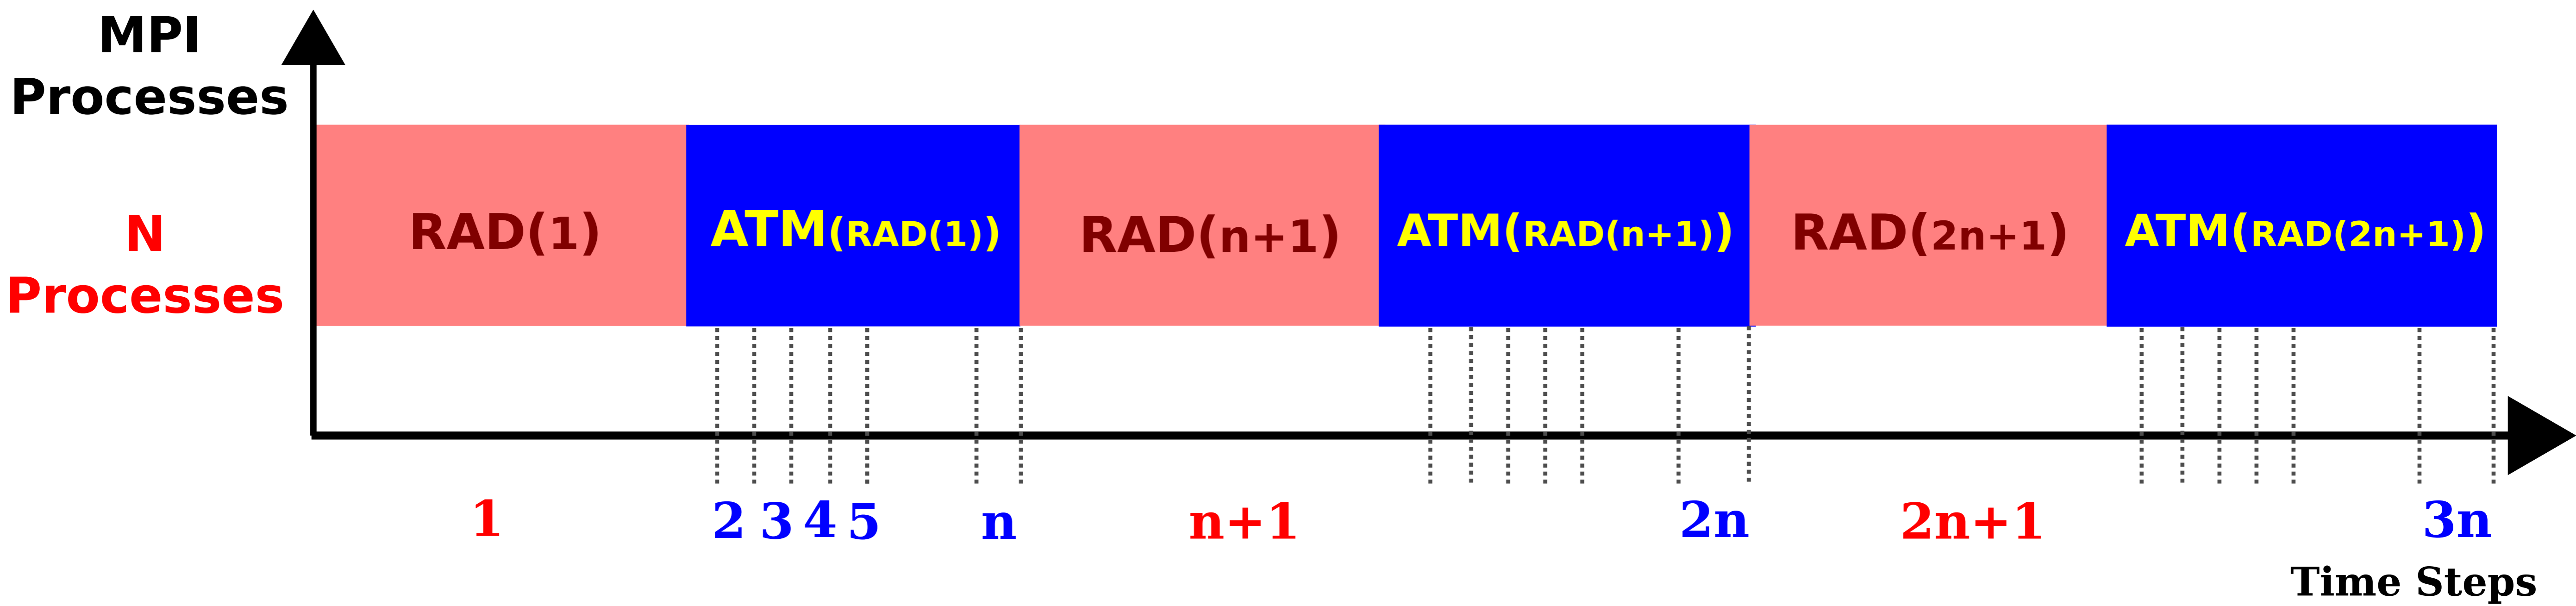 MPI
Processes
N
Processes
RAD(1)
ATM(RAD(1))
RAD(n+1)
ATM(RAD(n+1))
RAD(2n+1)
ATM(RAD(2n+1))
1
2 3 4 5
n
n+1
2n
2n+1
3n
Time Steps